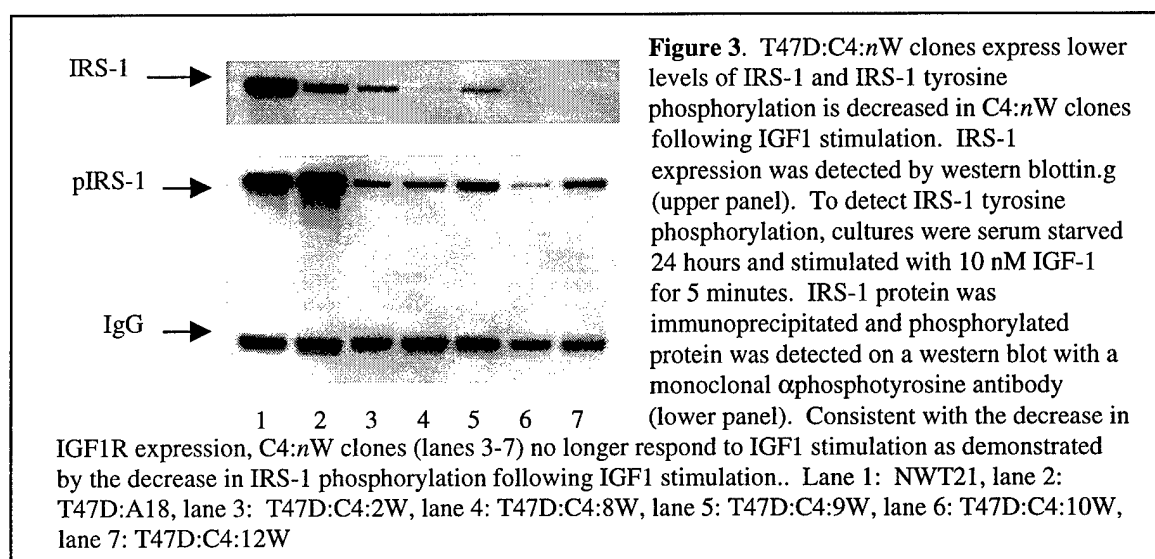 IRS-1
pIRS-1
IgG
1 2 3 4 5 6 7
Figure 3. T47D:C4:nW clones express lower
levels of IRS-1 and IRS-1 tyrosine
phosphorylation is decreased in C4:nW clones
following IGF1 stimulation. IRS-1
expression was detected by western blottin.g
(upper panel). To detect IRS-1 tyrosine
phosphorylation, cultures were serum starved
24 hours and stimulated with 10 nM IGF-1
for 5 minutes. IRS-1 protein was
immunoprecipitated and phosphorylated
protein was detected on a western blot with a
monoclonal αphosphotyrosine antibody
(lower panel). Consistent with the decrease in
IGF1R expression, C4:nW clones (lanes 3-7) no longer respond to IGF1 stimulation as demonstrated
by the decrease in IRS-1 phosphorylation following IGF1 stimulation.. Lane 1: NWT21, lane 2:
T47D:A18, lane 3: T47D:C4:2W, lane 4: T47D:C4:8W, lane 5: T47D:C4:9W, lane 6: T47D:C4:10W,
lane 7: T47D:C4:12W